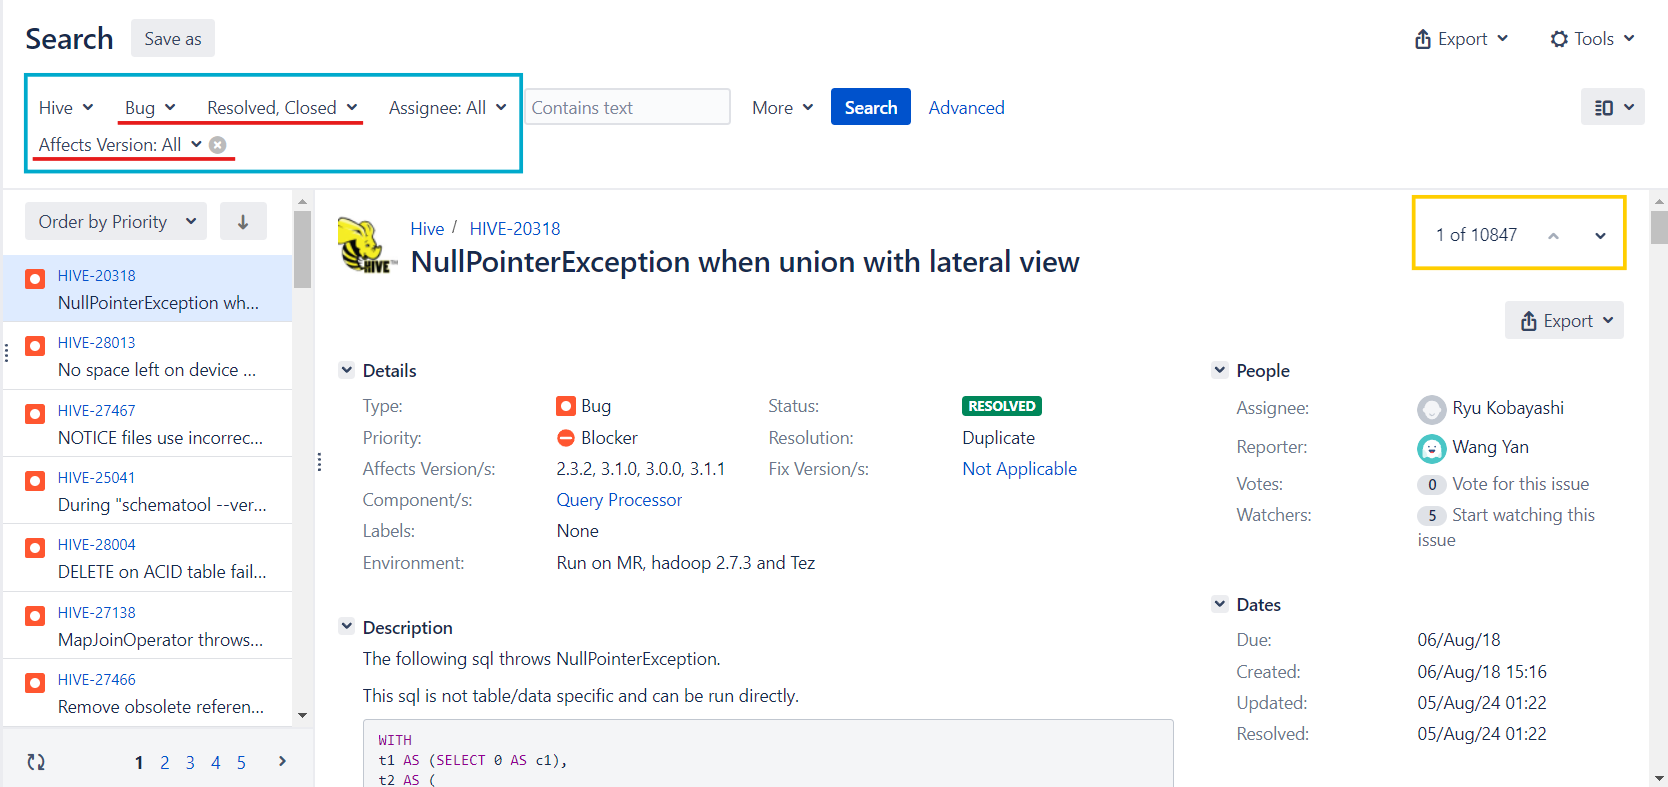 Search Save as Export Tools
Hive Bug Resolved, Closed Assignee: All Contains text More Search Advanced
Affects Version: All
Order by Priority
HIVE-20318
NullPointerException wh...
HIVE-28013
No space left on device ...
HIVE-27467
NOTICE files use incorrec...
HIVE-25041
During "schematool --ver...
HIVE-28004
DELETE on ACID table fail...
HIVE-27138
MapJoinOperator throws...
HIVE-27466
Remove obsolete referen...
1 2 3 4 5
HIVE™
Hive / HIVE-20318
NullPointerException when union with lateral view
1 of 10847
Export
Details
Type: Bug Status: RESOLVED
Priority: Blocker Resolution: Duplicate
Affects Version/s: 2.3.2, 3.1.0, 3.0.0, 3.1.1 Fix Version/s: Not Applicable
Component/s: Query Processor
Labels: None
Environment: Run on MR, hadoop 2.7.3 and Tez
Description
The following sql throws NullPointerException.
This sql is not table/data specific and can be run directly.
WITH
t1 AS (SELECT 0 AS c1),
t2 AS (
People
Assignee: Ryu Kobayashi
Reporter: Wang Yan
Votes: 0 Vote for this issue
Watchers: 5 Start watching this
issue
Dates
Due: 06/Aug/18
Created: 06/Aug/18 15:16
Updated: 05/Aug/24 01:22
Resolved: 05/Aug/24 01:22